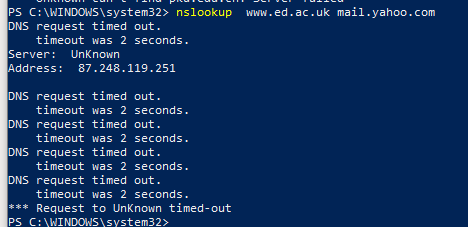 PS C:\WINDOWS\system32> nslookup  www.ed.ac.uk mail.yahoo.com
DNS request timed out.
    timeout was 2 seconds.
Server:  UnKnown
Address:  87.248.119.251

DNS request timed out.
    timeout was 2 seconds.
DNS request timed out.
    timeout was 2 seconds.
DNS request timed out.
    timeout was 2 seconds.
DNS request timed out.
    timeout was 2 seconds.
*** Request to UnKnown timed-out
PS C:\WINDOWS\system32>